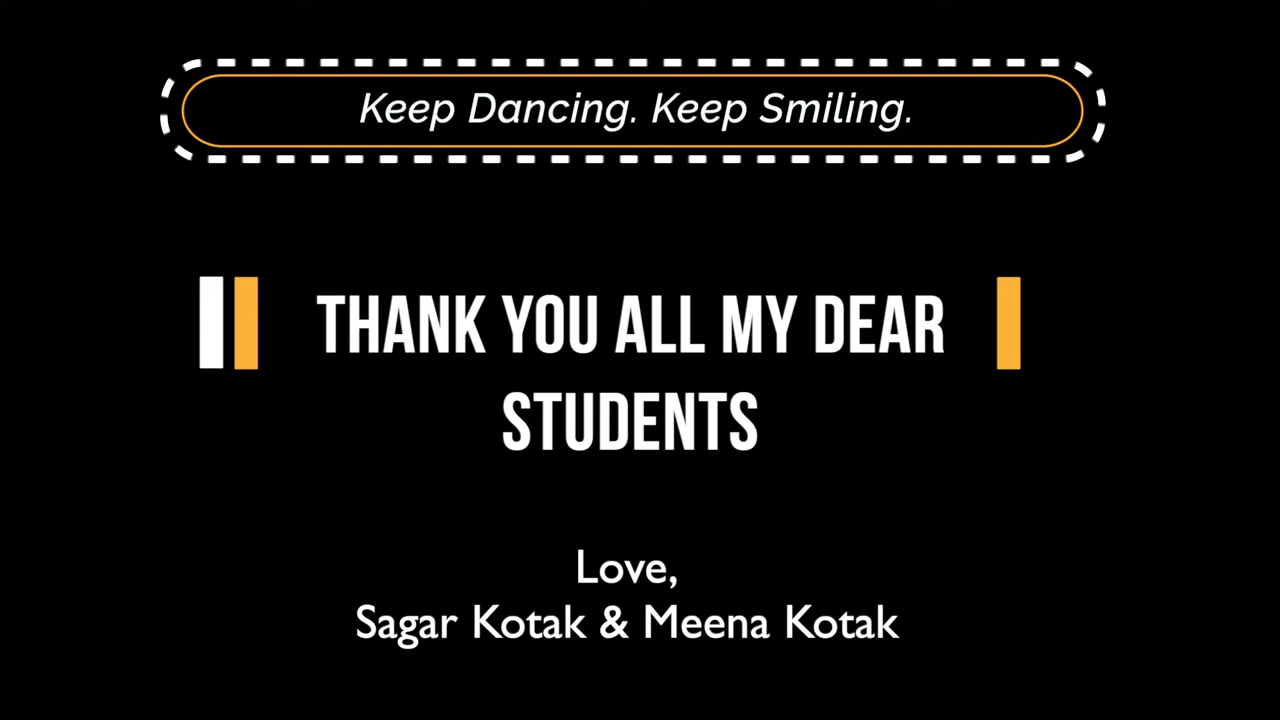 Keep Dancing. Keep Smiling.
THANK YOU ALL MY DEAR
STUDENTS
Love,
Sagar Kotak & Meena Kotak